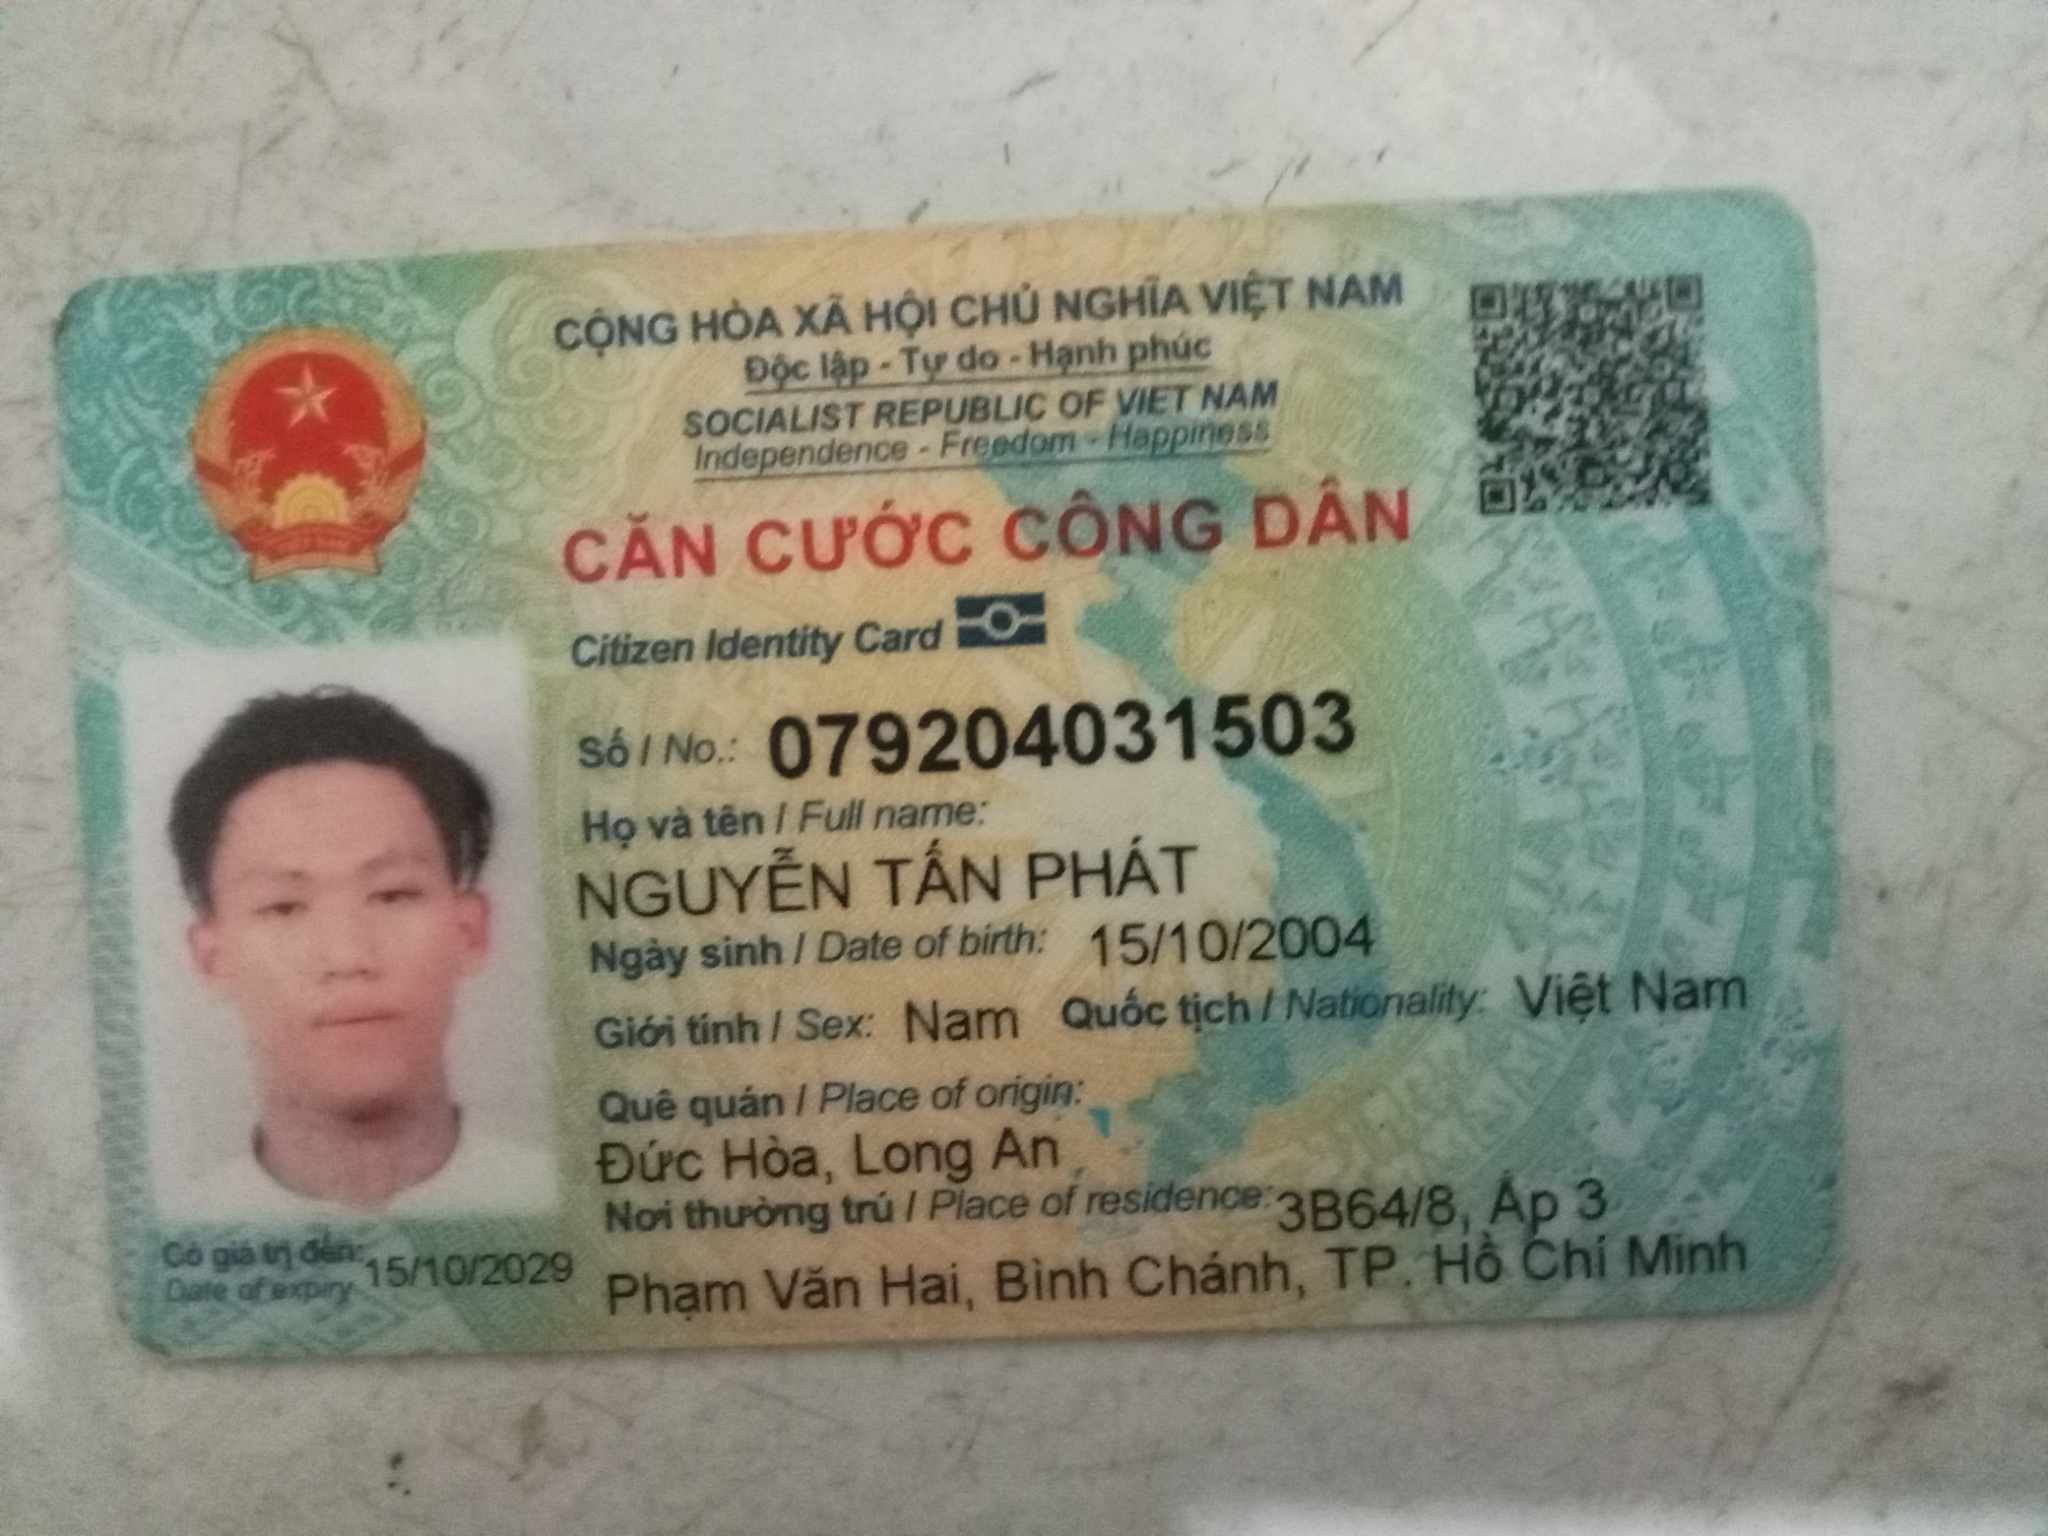 CỘNG HÒA XÃ HỘI CHỦ NGHĨA VIỆT NAM
Độc lập - Tự do - Hạnh phúc
SOCIALIST REPUBLIC OF VIET NAM
Independence - Freedom - Happiness
CĂN CƯỚC CÔNG DÂN
Citizen Identity Card
Số / No.: 079204031503
Họ và tên / Full name:
NGUYỄN TẤN PHÁT
Ngày sinh / Date of birth: 15/10/2004
Giới tính / Sex: Nam Quốc tịch / Nationality: Việt Nam
Quê quán / Place of origin:
Đức Hòa, Long An
Nơi thường trú / Place of residence: 3B64/8, Ấp 3
Phạm Văn Hai, Bình Chánh, TP. Hồ Chí Minh
Có giá trị đến: 15/10/2029
Date of expiry